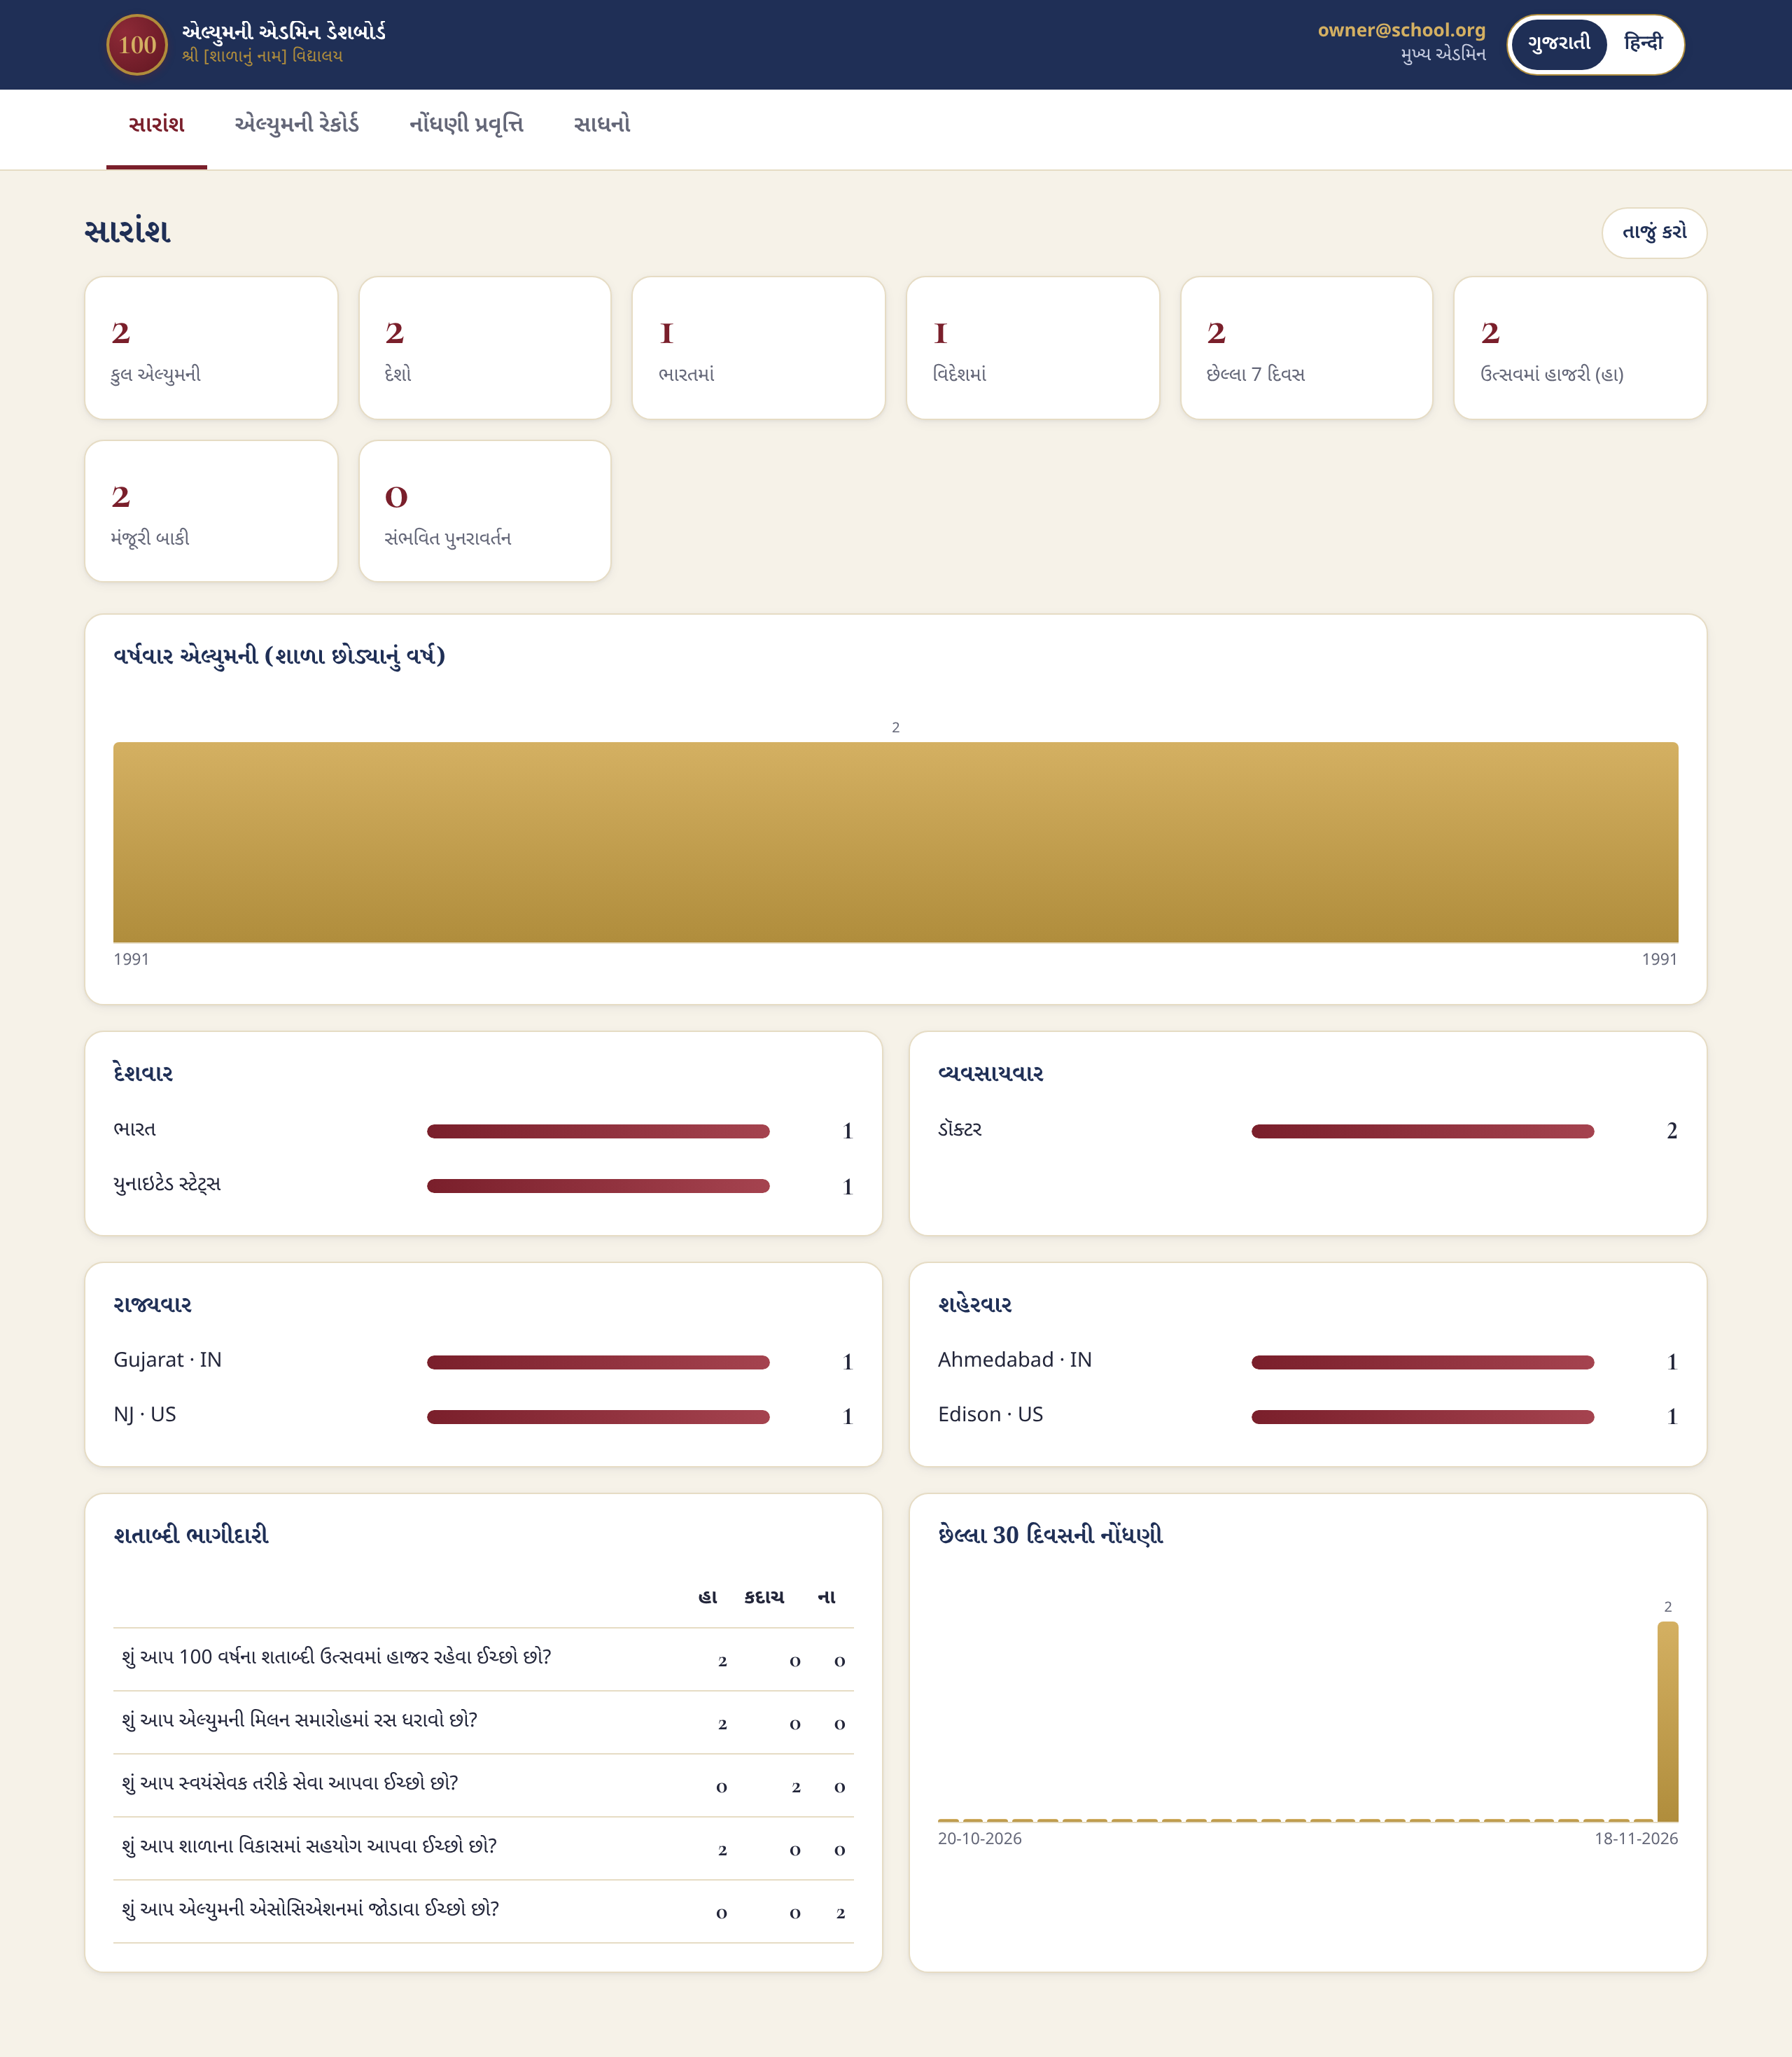 100
એલ્યુમની એડમિન ડેશબોર્ડ
શ્રી [શાળાનું નામ] વિદ્યાલય
owner@school.org
મુખ્ય એડમિન
ગુજરાતી हिन्दी
સારાંશ એલ્યુમની રેકોર્ડ નોંધણી પ્રવૃત્તિ સાધનો
સારાંશ
તાજું કરો
2
કુલ એલ્યુમની
2
દેશો
1
ભારતમાં
1
વિદેશમાં
2
છેલ્લા 7 દિવસ
2
ઉત્સવમાં હાજરી (હા)
2
મંજૂરી બાકી
0
સંભવિત પુનરાવર્તન
વર્ષવાર એલ્યુમની (શાળા છોડ્યાનું વર્ષ)
2
1991 1991
દેશવાર
ભારત 1
યુનાઇટેડ સ્ટેટ્સ 1
વ્યવસાયવાર
ડૉક્ટર 2
રાજ્યવાર
Gujarat · IN 1
NJ · US 1
શહેરવાર
Ahmedabad · IN 1
Edison · US 1
શતાબ્દી ભાગીદારી
હા કદાચ ના
શું આપ 100 વર્ષના શતાબ્દી ઉત્સવમાં હાજર રહેવા ઈચ્છો છો? 2 0 0
શું આપ એલ્યુમની મિલન સમારોહમાં રસ ધરાવો છો? 2 0 0
શું આપ સ્વયંસેવક તરીકે સેવા આપવા ઈચ્છો છો? 0 2 0
શું આપ શાળાના વિકાસમાં સહયોગ આપવા ઈચ્છો છો? 2 0 0
શું આપ એલ્યુમની એસોસિએશનમાં જોડાવા ઈચ્છો છો? 0 0 2
છેલ્લા 30 દિવસની નોંધણી
2
20-10-2026 18-11-2026